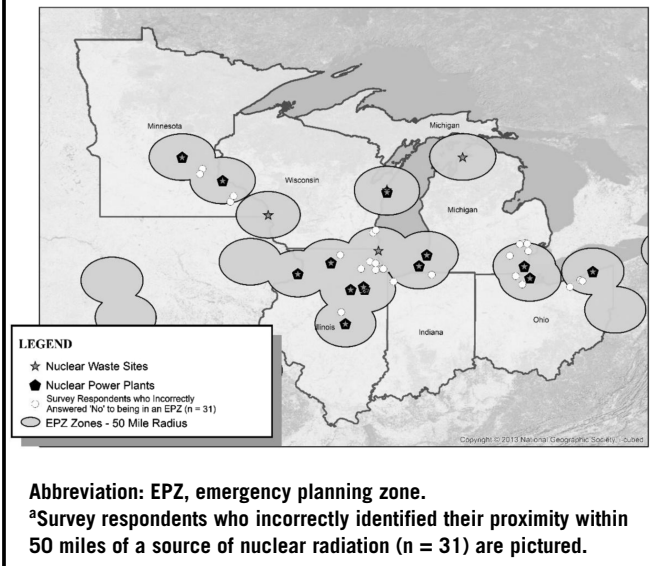 Minnesota
Michigan
Wisconsin
Michigan
Illinois
Indiana
Ohio
LEGEND
Nuclear Waste Sites
Nuclear Power Plants
Survey Respondents who Incorrectly
Answered 'No' to being in an EPZ (n = 31)
EPZ Zones - 50 Mile Radius
Copyright © 2013 National Geographic Society, i-cubed
Abbreviation: EPZ, emergency planning zone.
aSurvey respondents who incorrectly identified their proximity within
50 miles of a source of nuclear radiation (n = 31) are pictured.